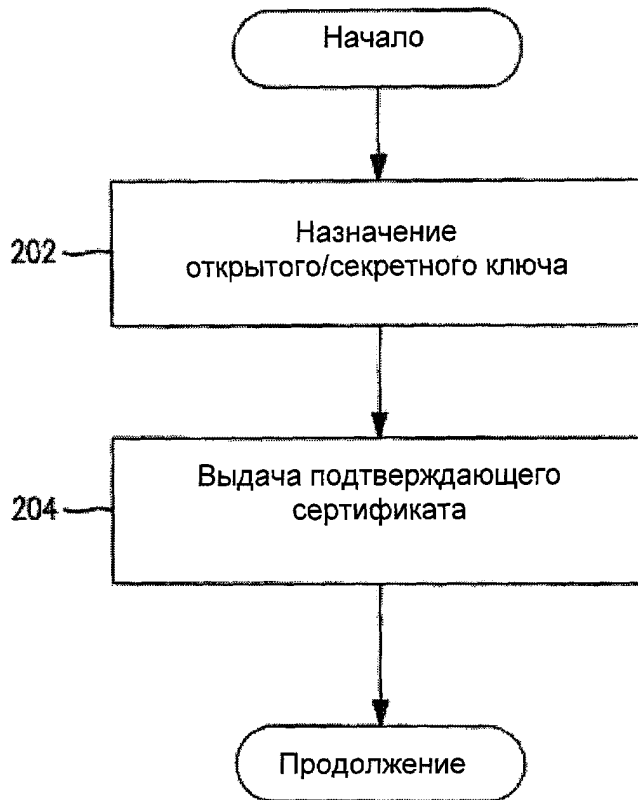 Начало
202
Назначение
открытого/секретного ключа
204
Выдача подтверждающего
сертификата
Продолжение